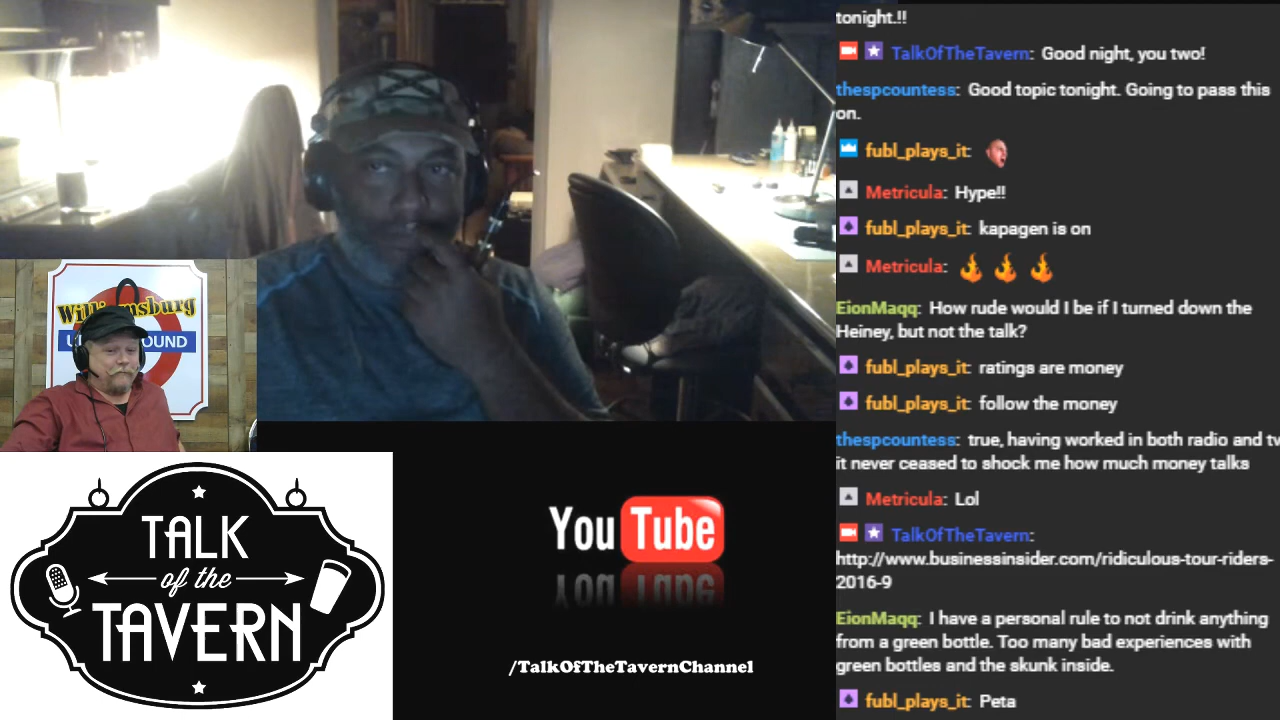 Williamsburg
TALK
of the
TAVERN
YouTube
/TalkOfTheTavernChannel
tonight.!!
TalkOfTheTavern: Good night, you two!
thespcountess: Good topic tonight. Going to pass this
on.
fubl_plays_it:
Metricula: Hype!!
fubl_plays_it: kapagen is on
Metricula:
EionMaqq: How rude would I be if I turned down the
Heiney, but not the talk?
fubl_plays_it: ratings are money
fubl_plays_it: follow the money
thespcountess: true, having worked in both radio and tv
it never ceased to shock me how much money talks
Metricula: Lol
TalkOfTheTavern:
http://www.businessinsider.com/ridiculous-tour-riders-
2016-9
EionMaqq: I have a personal rule to not drink anything
from a green bottle. Too many bad experiences with
green bottles and the skunk inside.
fubl_plays_it: Peta